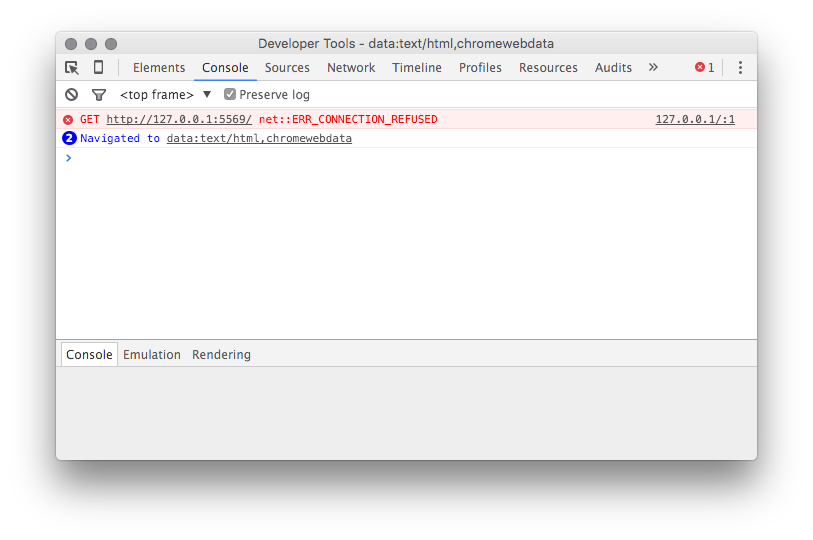 Developer Tools - data:text/html,chromewebdata
Elements Console Sources Network Timeline Profiles Resources Audits » 1
<top frame> ▼ Preserve log
GET http://127.0.0.1:5569/ net::ERR_CONNECTION_REFUSED 127.0.0.1/:1
2 Navigated to data:text/html,chromewebdata
>
Console Emulation Rendering